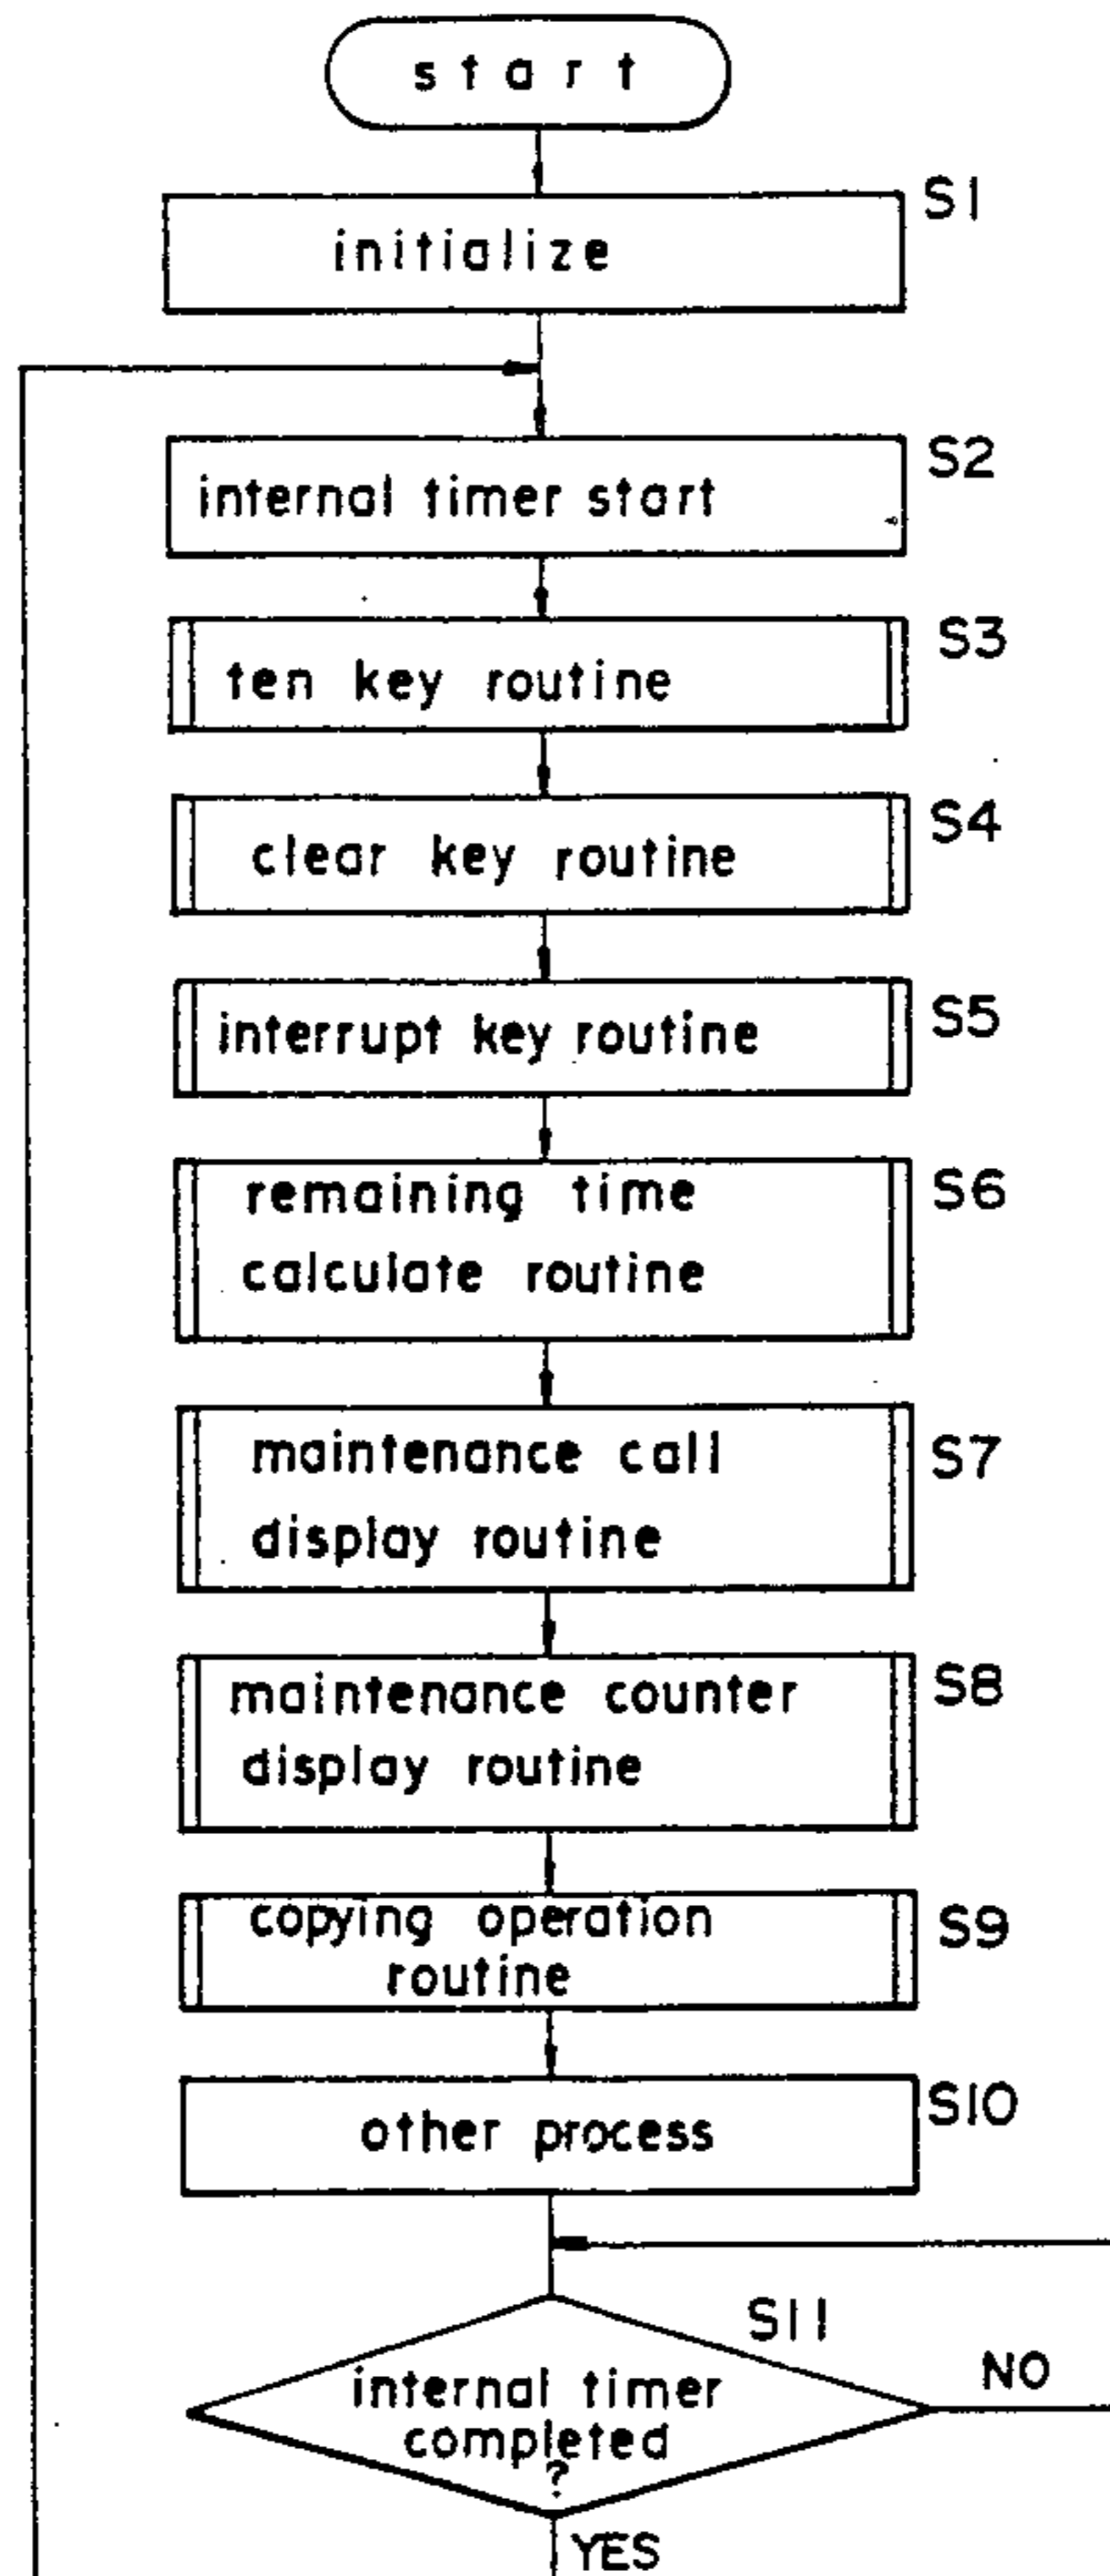 start
S1
initialize
S2
internal timer start
S3
ten key routine
S4
clear key routine
S5
interrupt key routine
S6
remaining time
calculate routine
S7
maintenance call
display routine
S8
maintenance counter
display routine
S9
copying operation
routine
S10
other process
S11
NO
internal timer
completed
?
YES